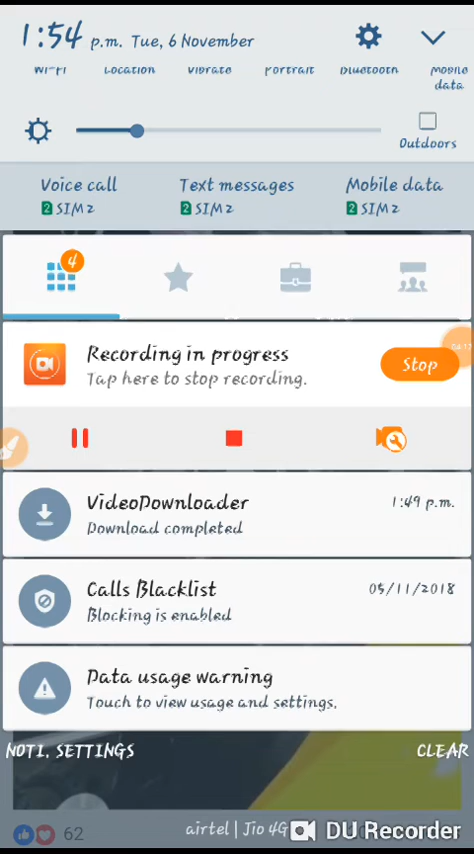 1:54 p.m. Tue, 6 November
Wi-Fi Location Vibrate Portrait Bluetooth Mobile data
Outdoors
Voice call Text messages Mobile data
2 SIM 2 2 SIM 2 2 SIM 2
4
Recording in progress
Tap here to stop recording.
Stop
VideoDownloader 1:49 p.m.
Download completed
Calls Blacklist 05/11/2018
Blocking is enabled
Data usage warning
Touch to view usage and settings.
NOTI. SETTINGS CLEAR
62 airtel | Jio 4G DU Recorder